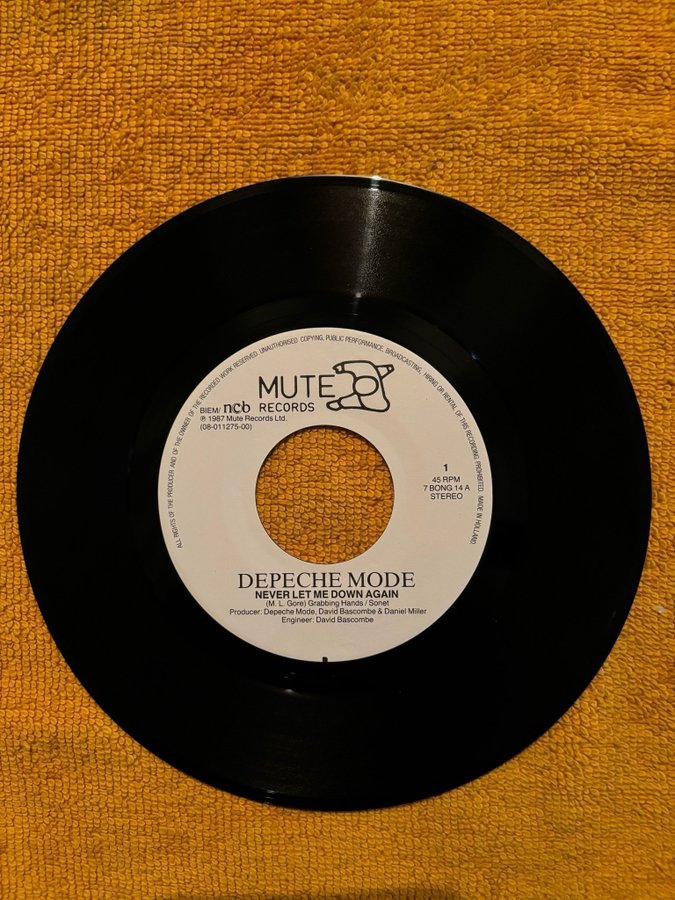 ALL RIGHTS OF THE PRODUCER AND OF THE OWNER OF THE RECORDED WORK RESERVED. UNAUTHORISED COPYING, PUBLIC PERFORMANCE, BROADCASTING, HIRING OR RENTAL OF THIS RECORDING PROHIBITED. MADE IN HOLLAND
MUTE
RECORDS
BIEM/ ncb
℗ 1987 Mute Records Ltd.
(08-011275-00)
1
45 RPM
7 BONG 14 A
STEREO
DEPECHE MODE
NEVER LET ME DOWN AGAIN
(M. L. Gore) Grabbing Hands / Sonet
Producer: Depeche Mode, David Bascombe & Daniel Miller
Engineer: David Bascombe